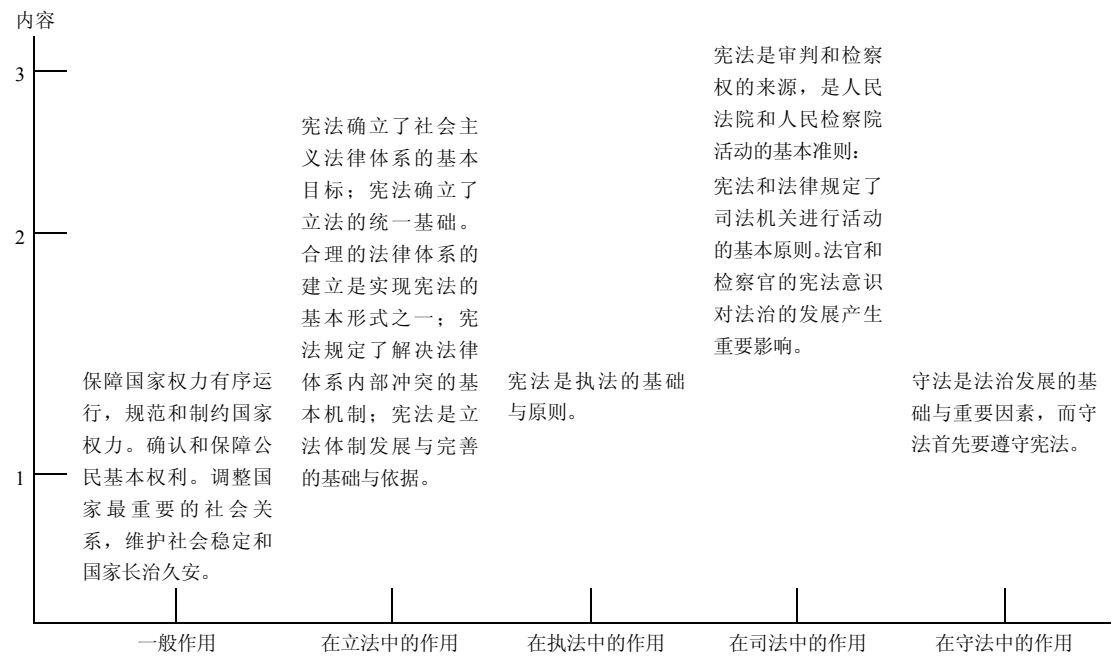 内容
3
2
1
保障国家权力有序运
行，规范和制约国家
权力。确认和保障公
民基本权利。调整国
家最重要的社会关
系，维护社会稳定和
国家长治久安。
宪法确立了社会主
义法律体系的基本
目标；宪法确立了
立法的统一基础。
合理的法律体系的
建立是实现宪法的
基本形式之一；宪
法规定了解决法律
体系内部冲突的基
本机制；宪法是立
法体制发展与完善
的基础与依据。
宪法是执法的基础
与原则。
宪法是审判和检察
权的来源，是人民
法院和人民检察院
活动的基本准则：
宪法和法律规定了
司法机关进行活动
的基本原则。法官和
检察官的宪法意识
对法治的发展产生
重要影响。
守法是法治发展的基
础与重要因素，而守
法首先要遵守宪法。
一般作用
在立法中的作用
在执法中的作用
在司法中的作用
在守法中的作用